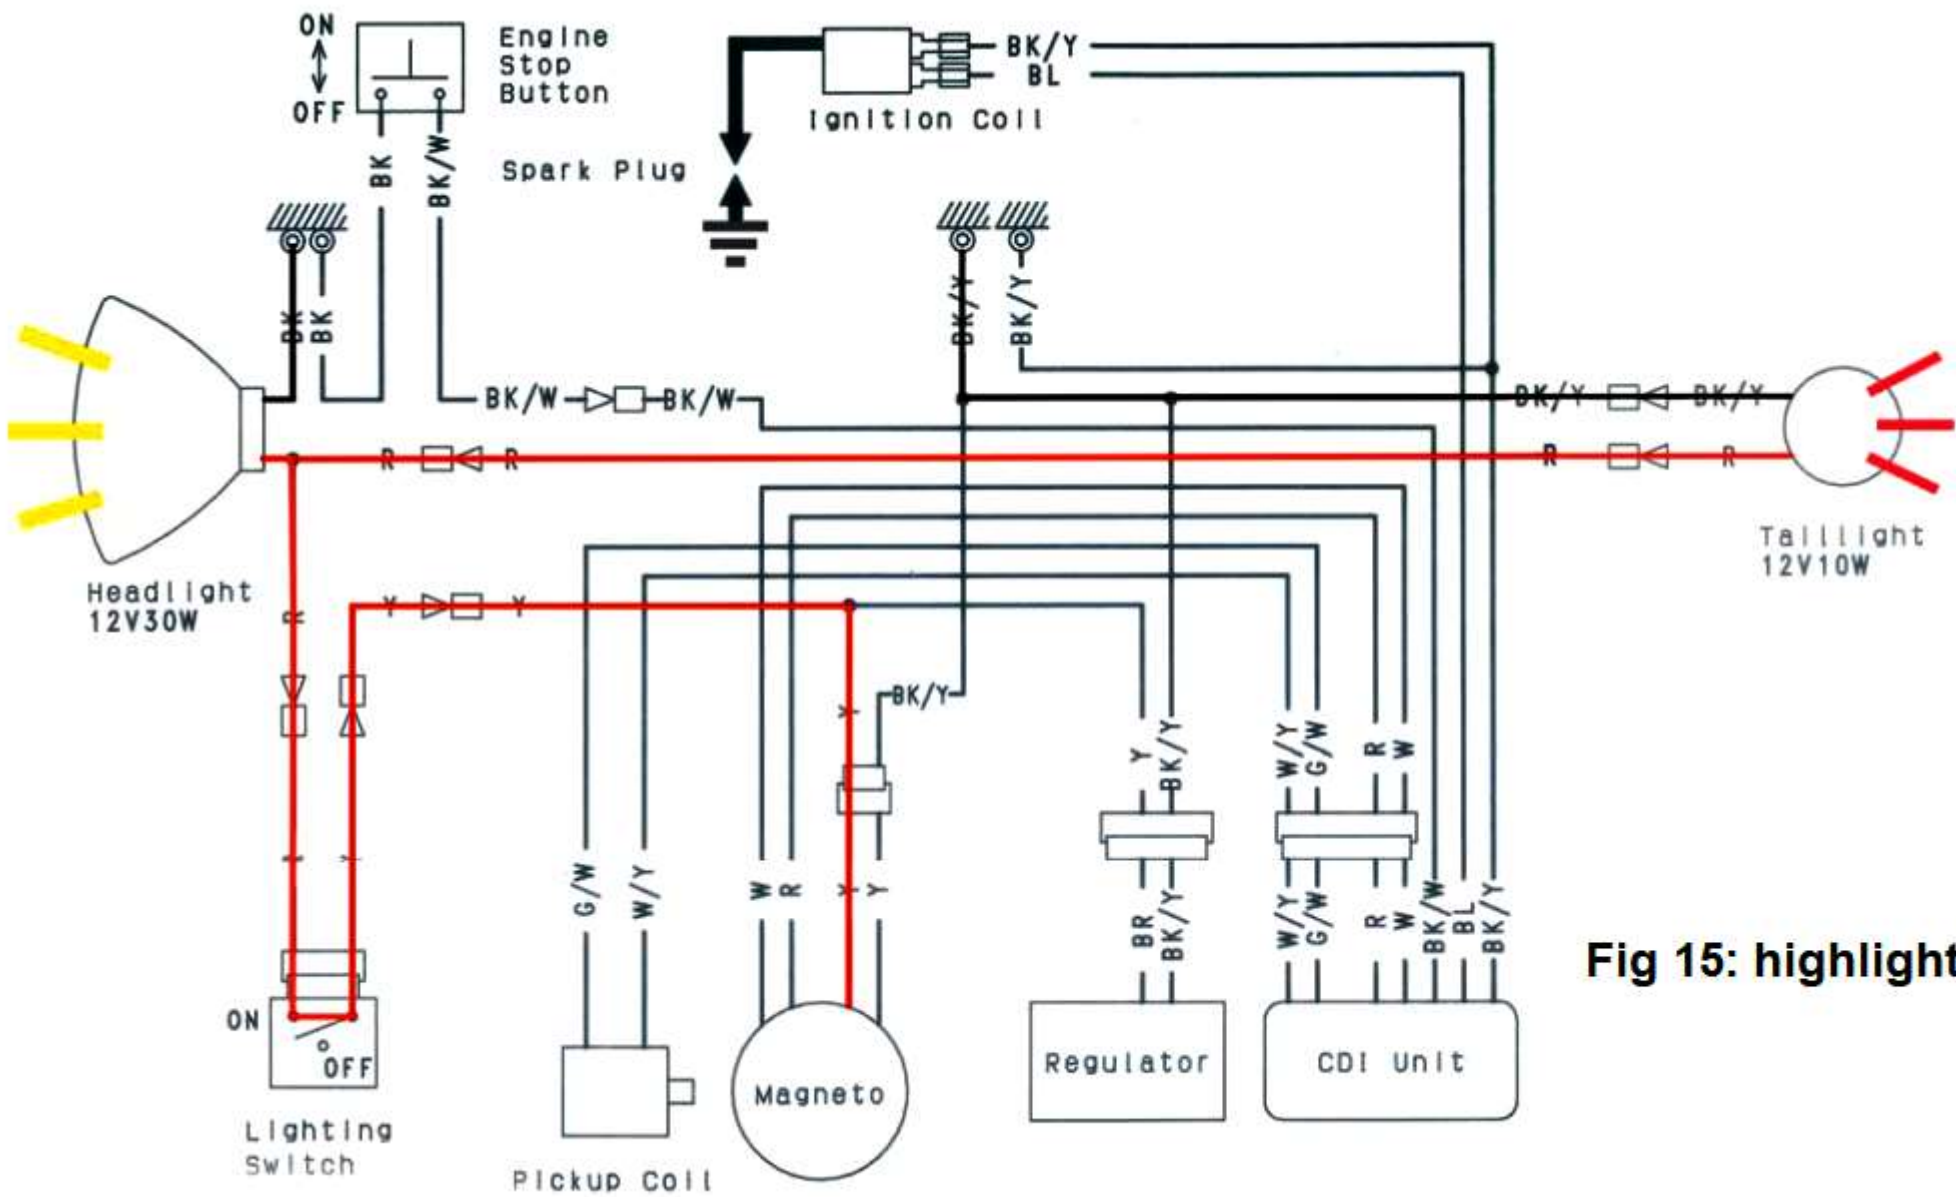 ON
OFF
Engine
Stop
Button
BK
BK/W
Spark Plug
Ignition Coil
BK/Y
BL
BK
BK
BK/Y
BK/Y
BK/W
BK/W
BK/Y
BK/Y
R
R
R
R
Headlight
12V30W
Taillight
12V10W
R
Y
Y
BK/Y
Y
Y
BK/Y
W/Y
G/W
R
W
G/W
W/Y
W
R
Y
Y
BR
BK/Y
W/Y
G/W
R
W
BK/W
BL
BK/Y
Fig 15: highlight
ON
OFF
Lighting
Switch
Pickup Coil
Magneto
Regulator
CDI Unit